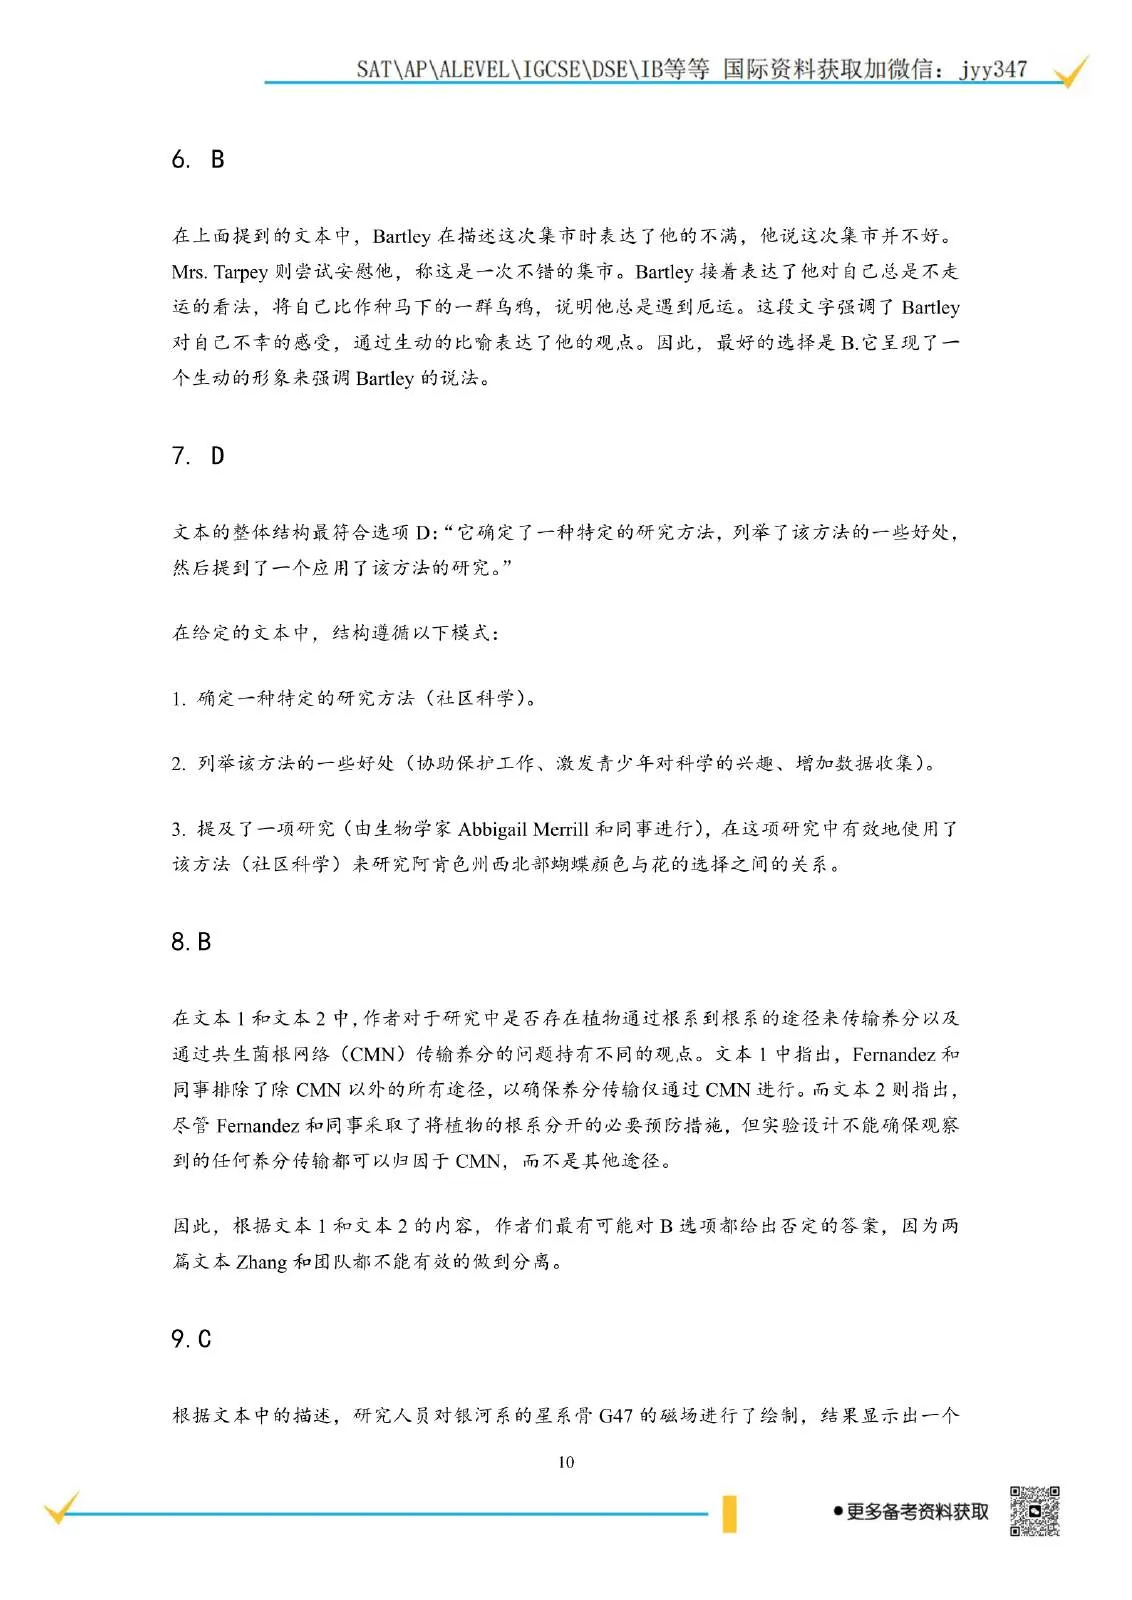 SAT\AP\ALEVEL\IGCSE\DSE\IB等等 国际资料获取加微信：jyy347
6. B
在上面提到的文本中，Bartley 在描述这次集市时表达了他的不满，他说这次集市并不好。
Mrs. Tarpey 则尝试安慰他，称这是一次不错的集市。Bartley 接着表达了他对自己总是不走
运的看法，将自己比作种马下的一群乌鸦，说明他总是遇到厄运。这段文字强调了 Bartley
对自己不幸的感受，通过生动的比喻表达了他的观点。因此，最好的选择是 B.它呈现了一
个生动的形象来强调 Bartley 的说法。
7. D
文本的整体结构最符合选项 D：“它确定了一种特定的研究方法，列举了该方法的一些好处，
然后提到了一个应用了该方法的研究。”
在给定的文本中，结构遵循以下模式：
1. 确定一种特定的研究方法（社区科学）。
2. 列举该方法的一些好处（协助保护工作、激发青少年对科学的兴趣、增加数据收集）。
3. 提及了一项研究（由生物学家 Abbigail Merrill 和同事进行），在这项研究中有效地使用了
该方法（社区科学）来研究阿肯色州西北部蝴蝶颜色与花的选择之间的关系。
8. B
在文本 1 和文本 2 中，作者对于研究中是否存在植物通过根系到根系的途径来传输养分以及
通过共生菌根网络（CMN）传输养分的问题持有不同的观点。文本 1 中指出，Fernandez 和
同事排除了除 CMN 以外的所有途径，以确保养分传输仅通过 CMN 进行。而文本 2 则指出，
尽管 Fernandez 和同事采取了将植物的根系分开的必要预防措施，但实验设计不能确保观察
到的任何养分传输都可以归因于 CMN，而不是其他途径。
因此，根据文本 1 和文本 2 的内容，作者们最有可能对 B 选项都给出否定的答案，因为两
篇文本 Zhang 和团队都不能有效的做到分离。
9. C
根据文本中的描述，研究人员对银河系的星系骨 G47 的磁场进行了绘制，结果显示出一个
10
●更多备考资料获取